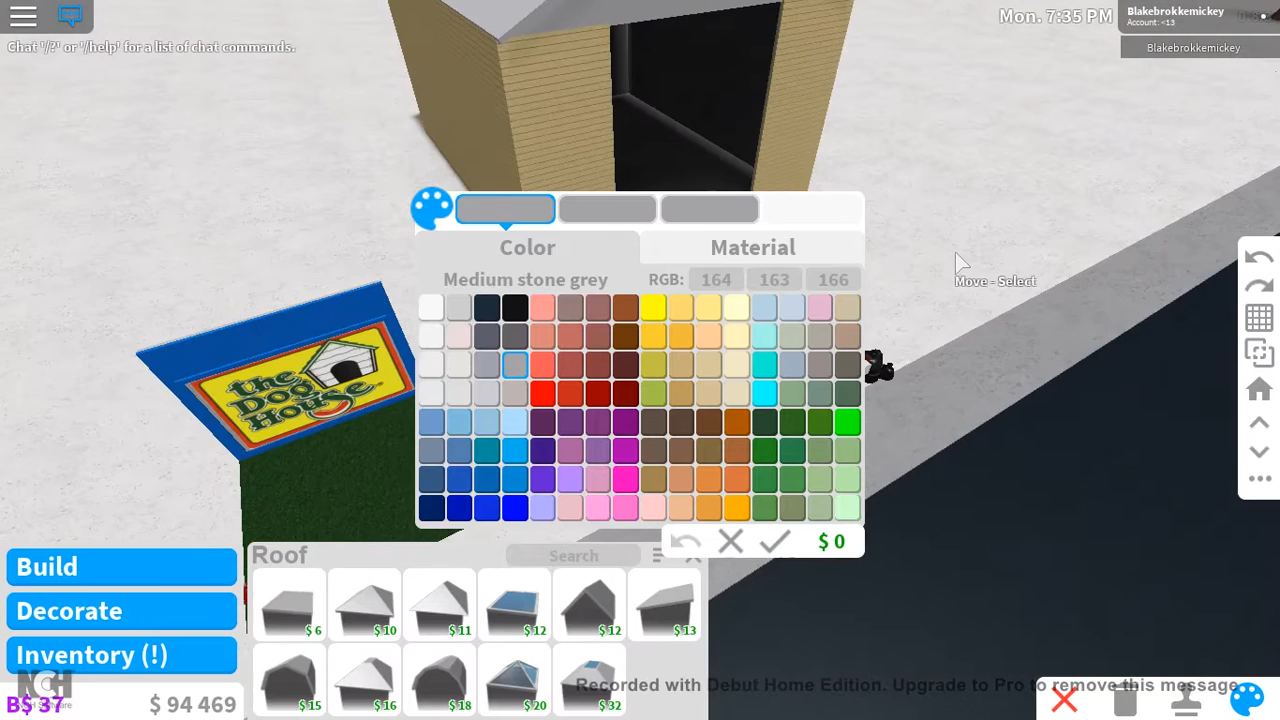 Mon. 7:35 PM
Blakebrokkemickey
Account: <13
Blakebrokkemickey
Chat '/?' or '/help' for a list of chat commands.
Color
Material
Move - Select
Medium stone grey
RGB: 164 163 166
the
Dog
House
$ 0
Roof
Search
Build
Decorate
Inventory (!)
$ 6
$ 10
$ 11
$ 12
$ 12
$ 13
$ 15
$ 16
$ 18
$ 20
$ 32
NCH Software
B$ 37
$ 94 469
Recorded with Debut Home Edition. Upgrade to Pro to remove this message.